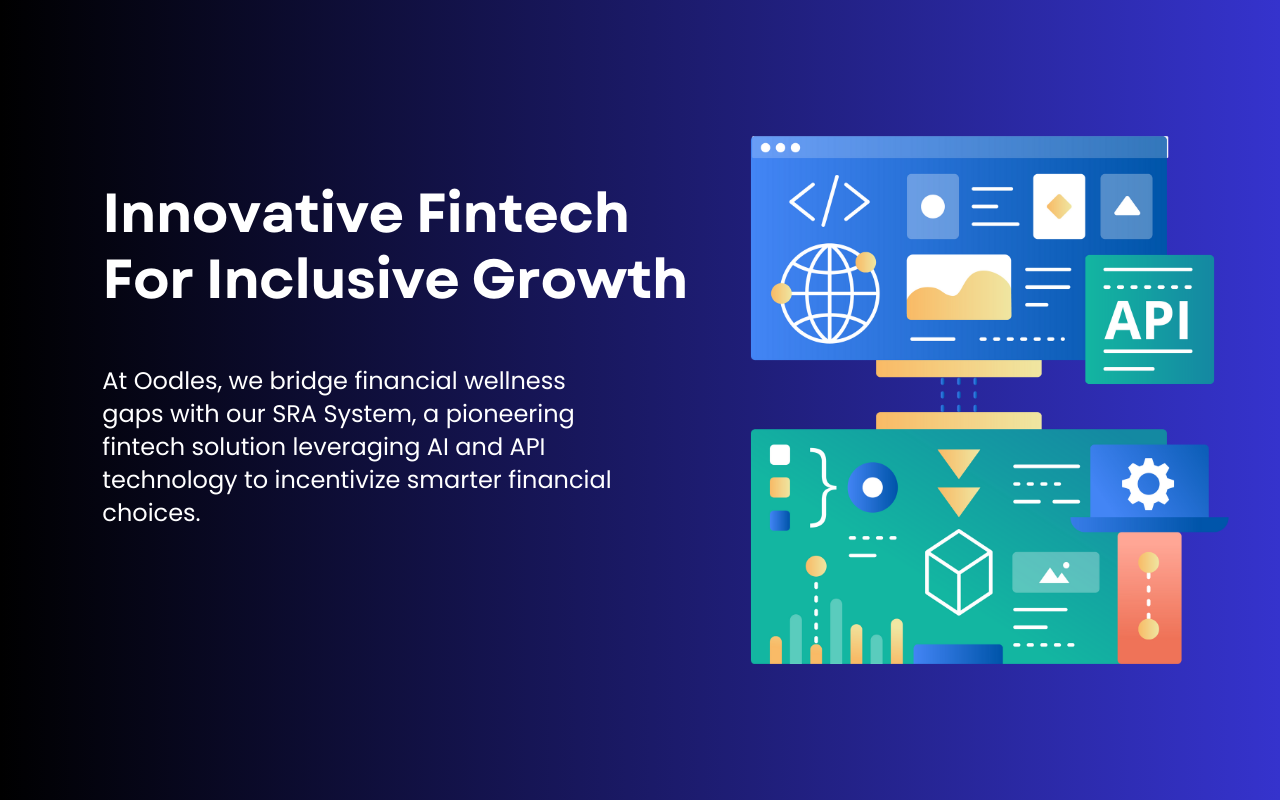 Innovative Fintech
For Inclusive Growth
At Oodles, we bridge financial wellness
gaps with our SRA System, a pioneering
fintech solution leveraging AI and API
technology to incentivize smarter financial
choices.
</>
API